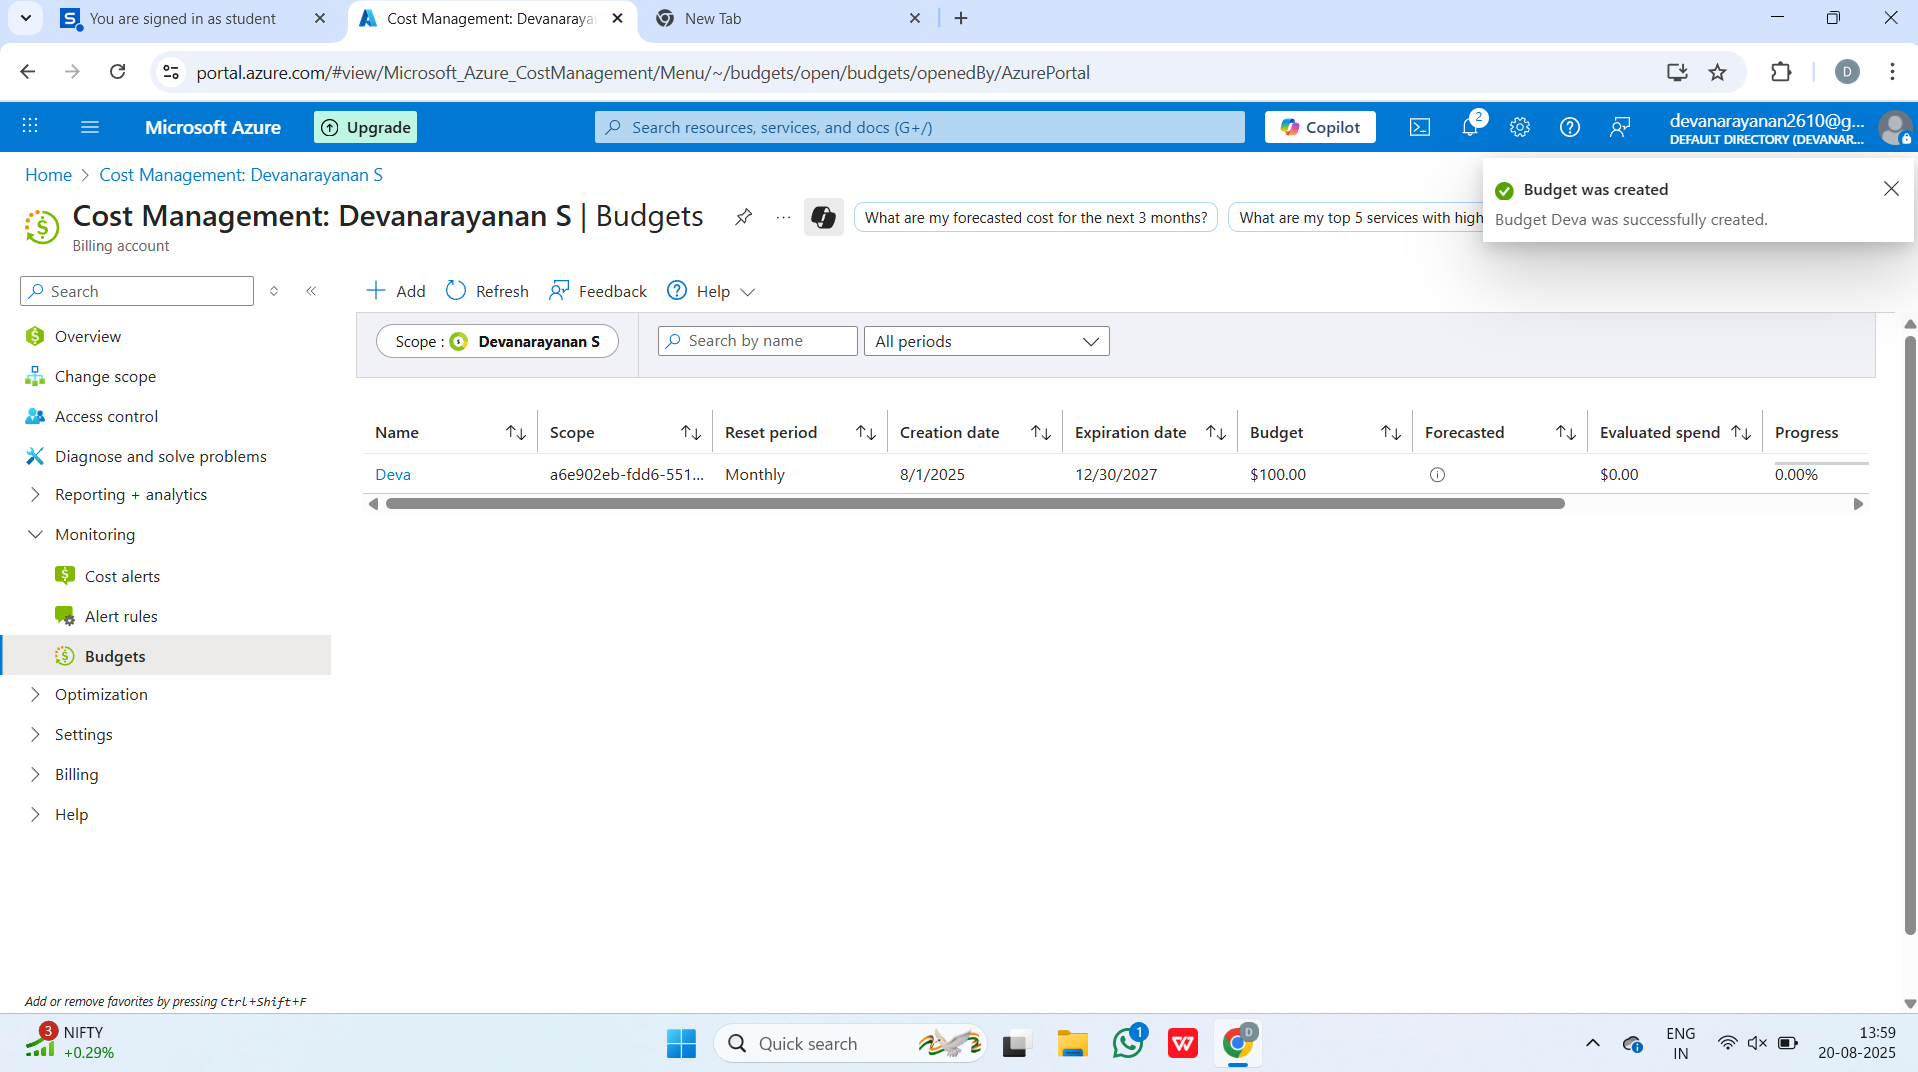 You are signed in as student
Cost Management: Devanaraya
New Tab
portal.azure.com/#view/Microsoft_Azure_CostManagement/Menu/~/budgets/open/budgets/openedBy/AzurePortal
D
Microsoft Azure
Upgrade
Search resources, services, and docs (G+/)
Copilot
2
devanarayanan2610@g...
DEFAULT DIRECTORY (DEVANAR...
Home > Cost Management: Devanarayanan S
Budget was created
Budget Deva was successfully created.
Cost Management: Devanarayanan S | Budgets
Billing account
What are my forecasted cost for the next 3 months?
What are my top 5 services with high
Search
Add
Refresh
Feedback
Help
Overview
Change scope
Access control
Diagnose and solve problems
Reporting + analytics
Monitoring
Cost alerts
Alert rules
Budgets
Optimization
Settings
Billing
Help
Scope : Devanarayanan S
Search by name
All periods
Name Scope Reset period Creation date Expiration date Budget Forecasted Evaluated spend Progress
Deva a6e902eb-fdd6-551... Monthly 8/1/2025 12/30/2027 $100.00 $0.00 0.00%
Add or remove favorites by pressing Ctrl+Shift+F
3
NIFTY
+0.29%
Quick search
1
W
D
ENG
IN
13:59
20-08-2025